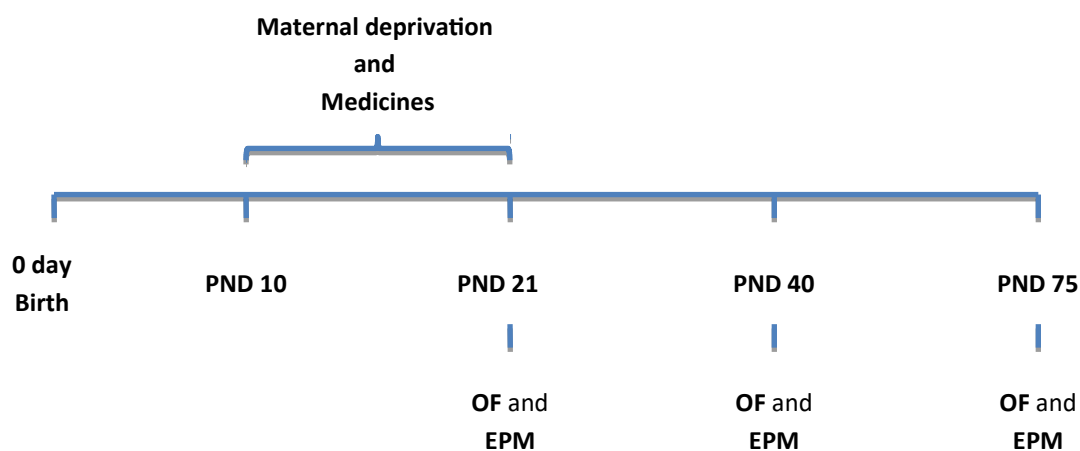 Maternal deprivation
and
Medicines
0 day
Birth
PND 10
PND 21
PND 40
PND 75
OF and
EPM
OF and
EPM
OF and
EPM